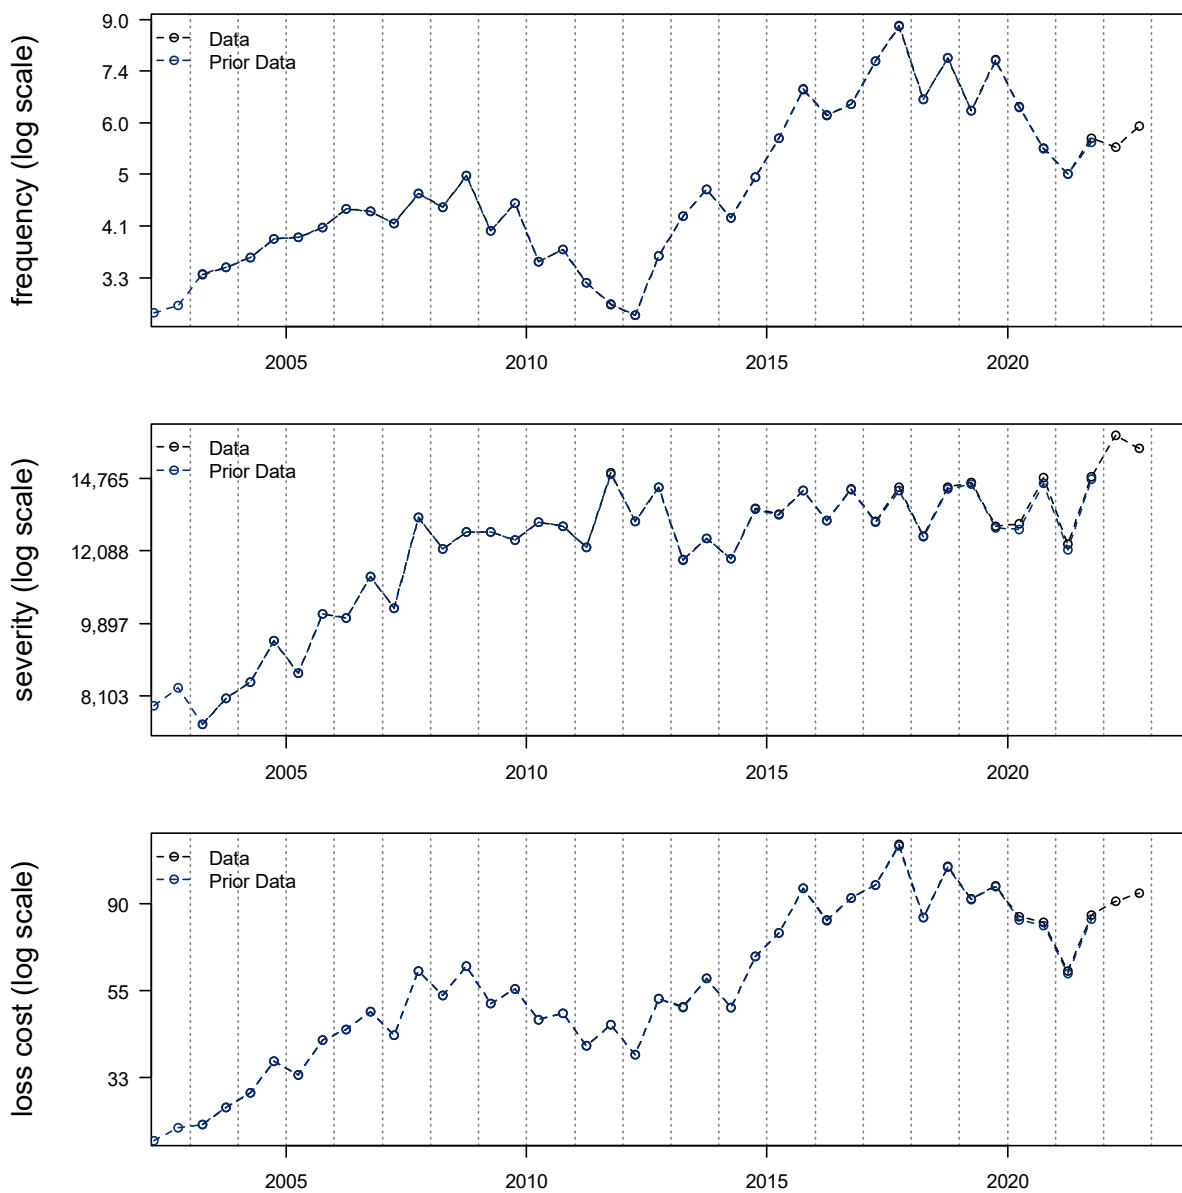 frequency (log scale)
9.0
7.4
6.0
5
4.1
3.3
Data
Prior Data
2005 2010 2015 2020
severity (log scale)
14,765
12,088
9,897
8,103
Data
Prior Data
2005 2010 2015 2020
loss cost (log scale)
90
55
33
Data
Prior Data
2005 2010 2015 2020